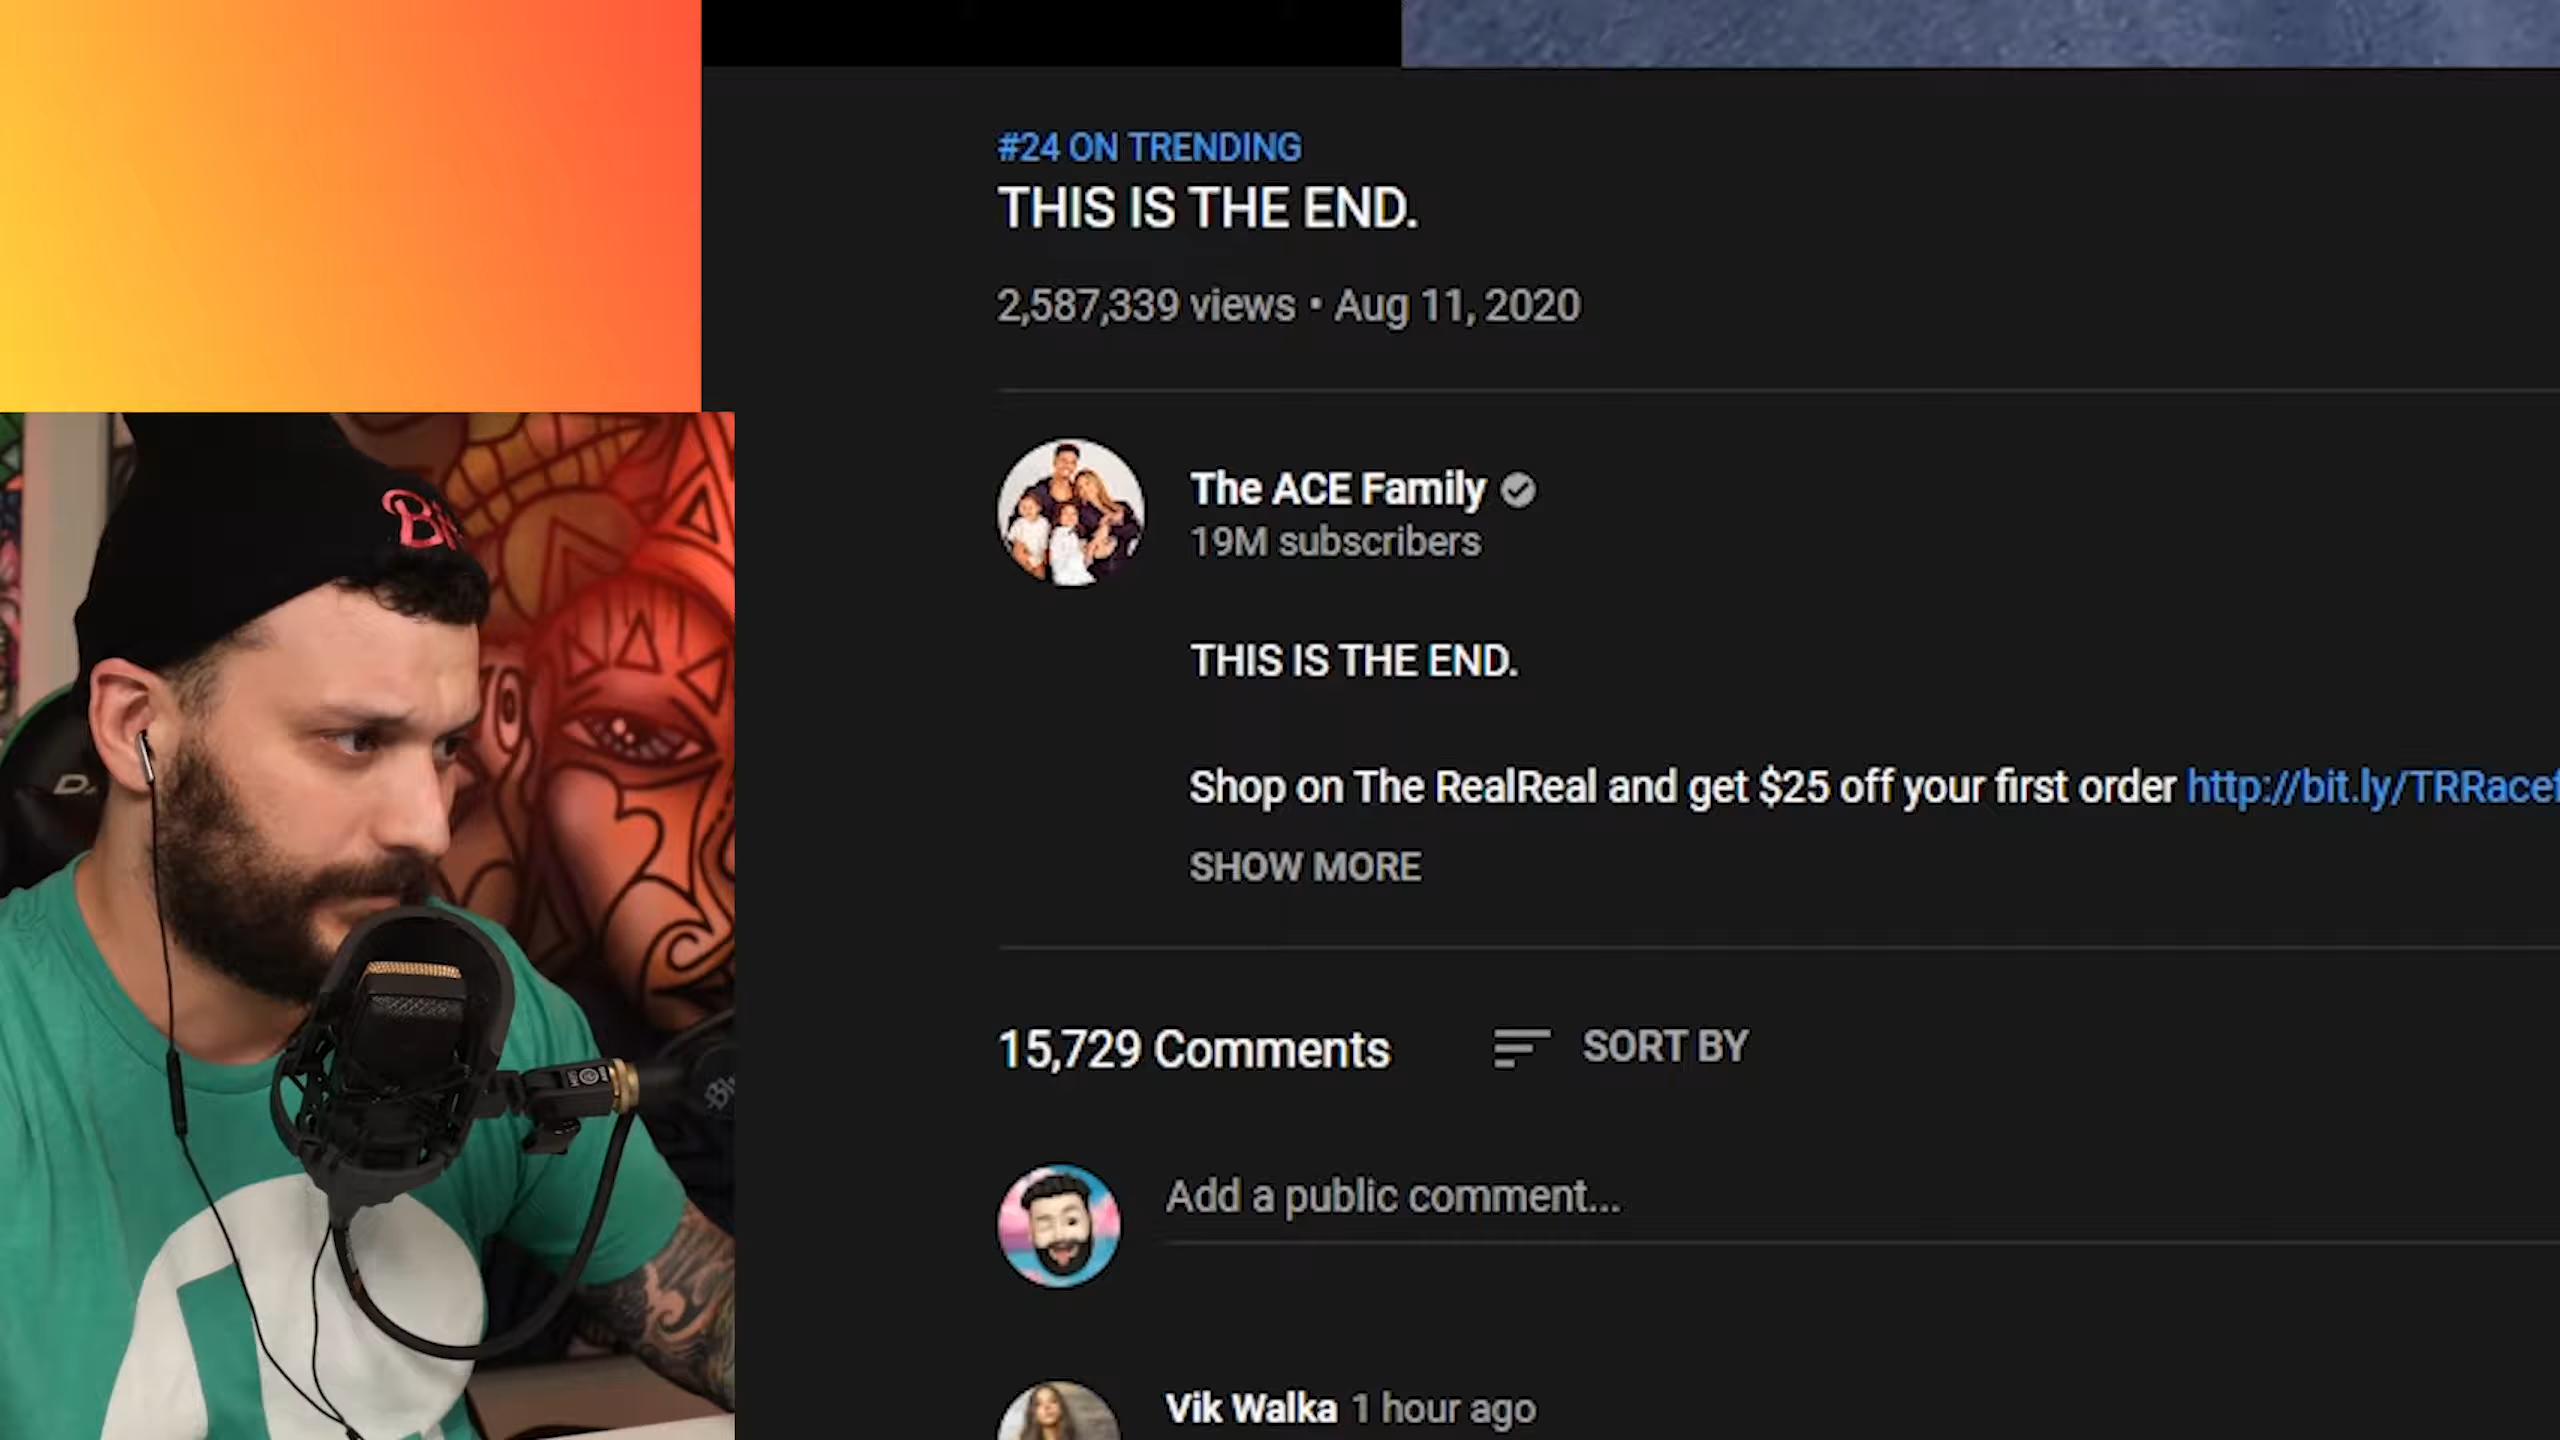 #24 ON TRENDING
THIS IS THE END.
2,587,339 views • Aug 11, 2020
The ACE Family
19M subscribers
THIS IS THE END.
Shop on The RealReal and get $25 off your first order http://bit.ly/TRRacef
SHOW MORE
15,729 Comments
SORT BY
Add a public comment...
Vik Walka 1 hour ago